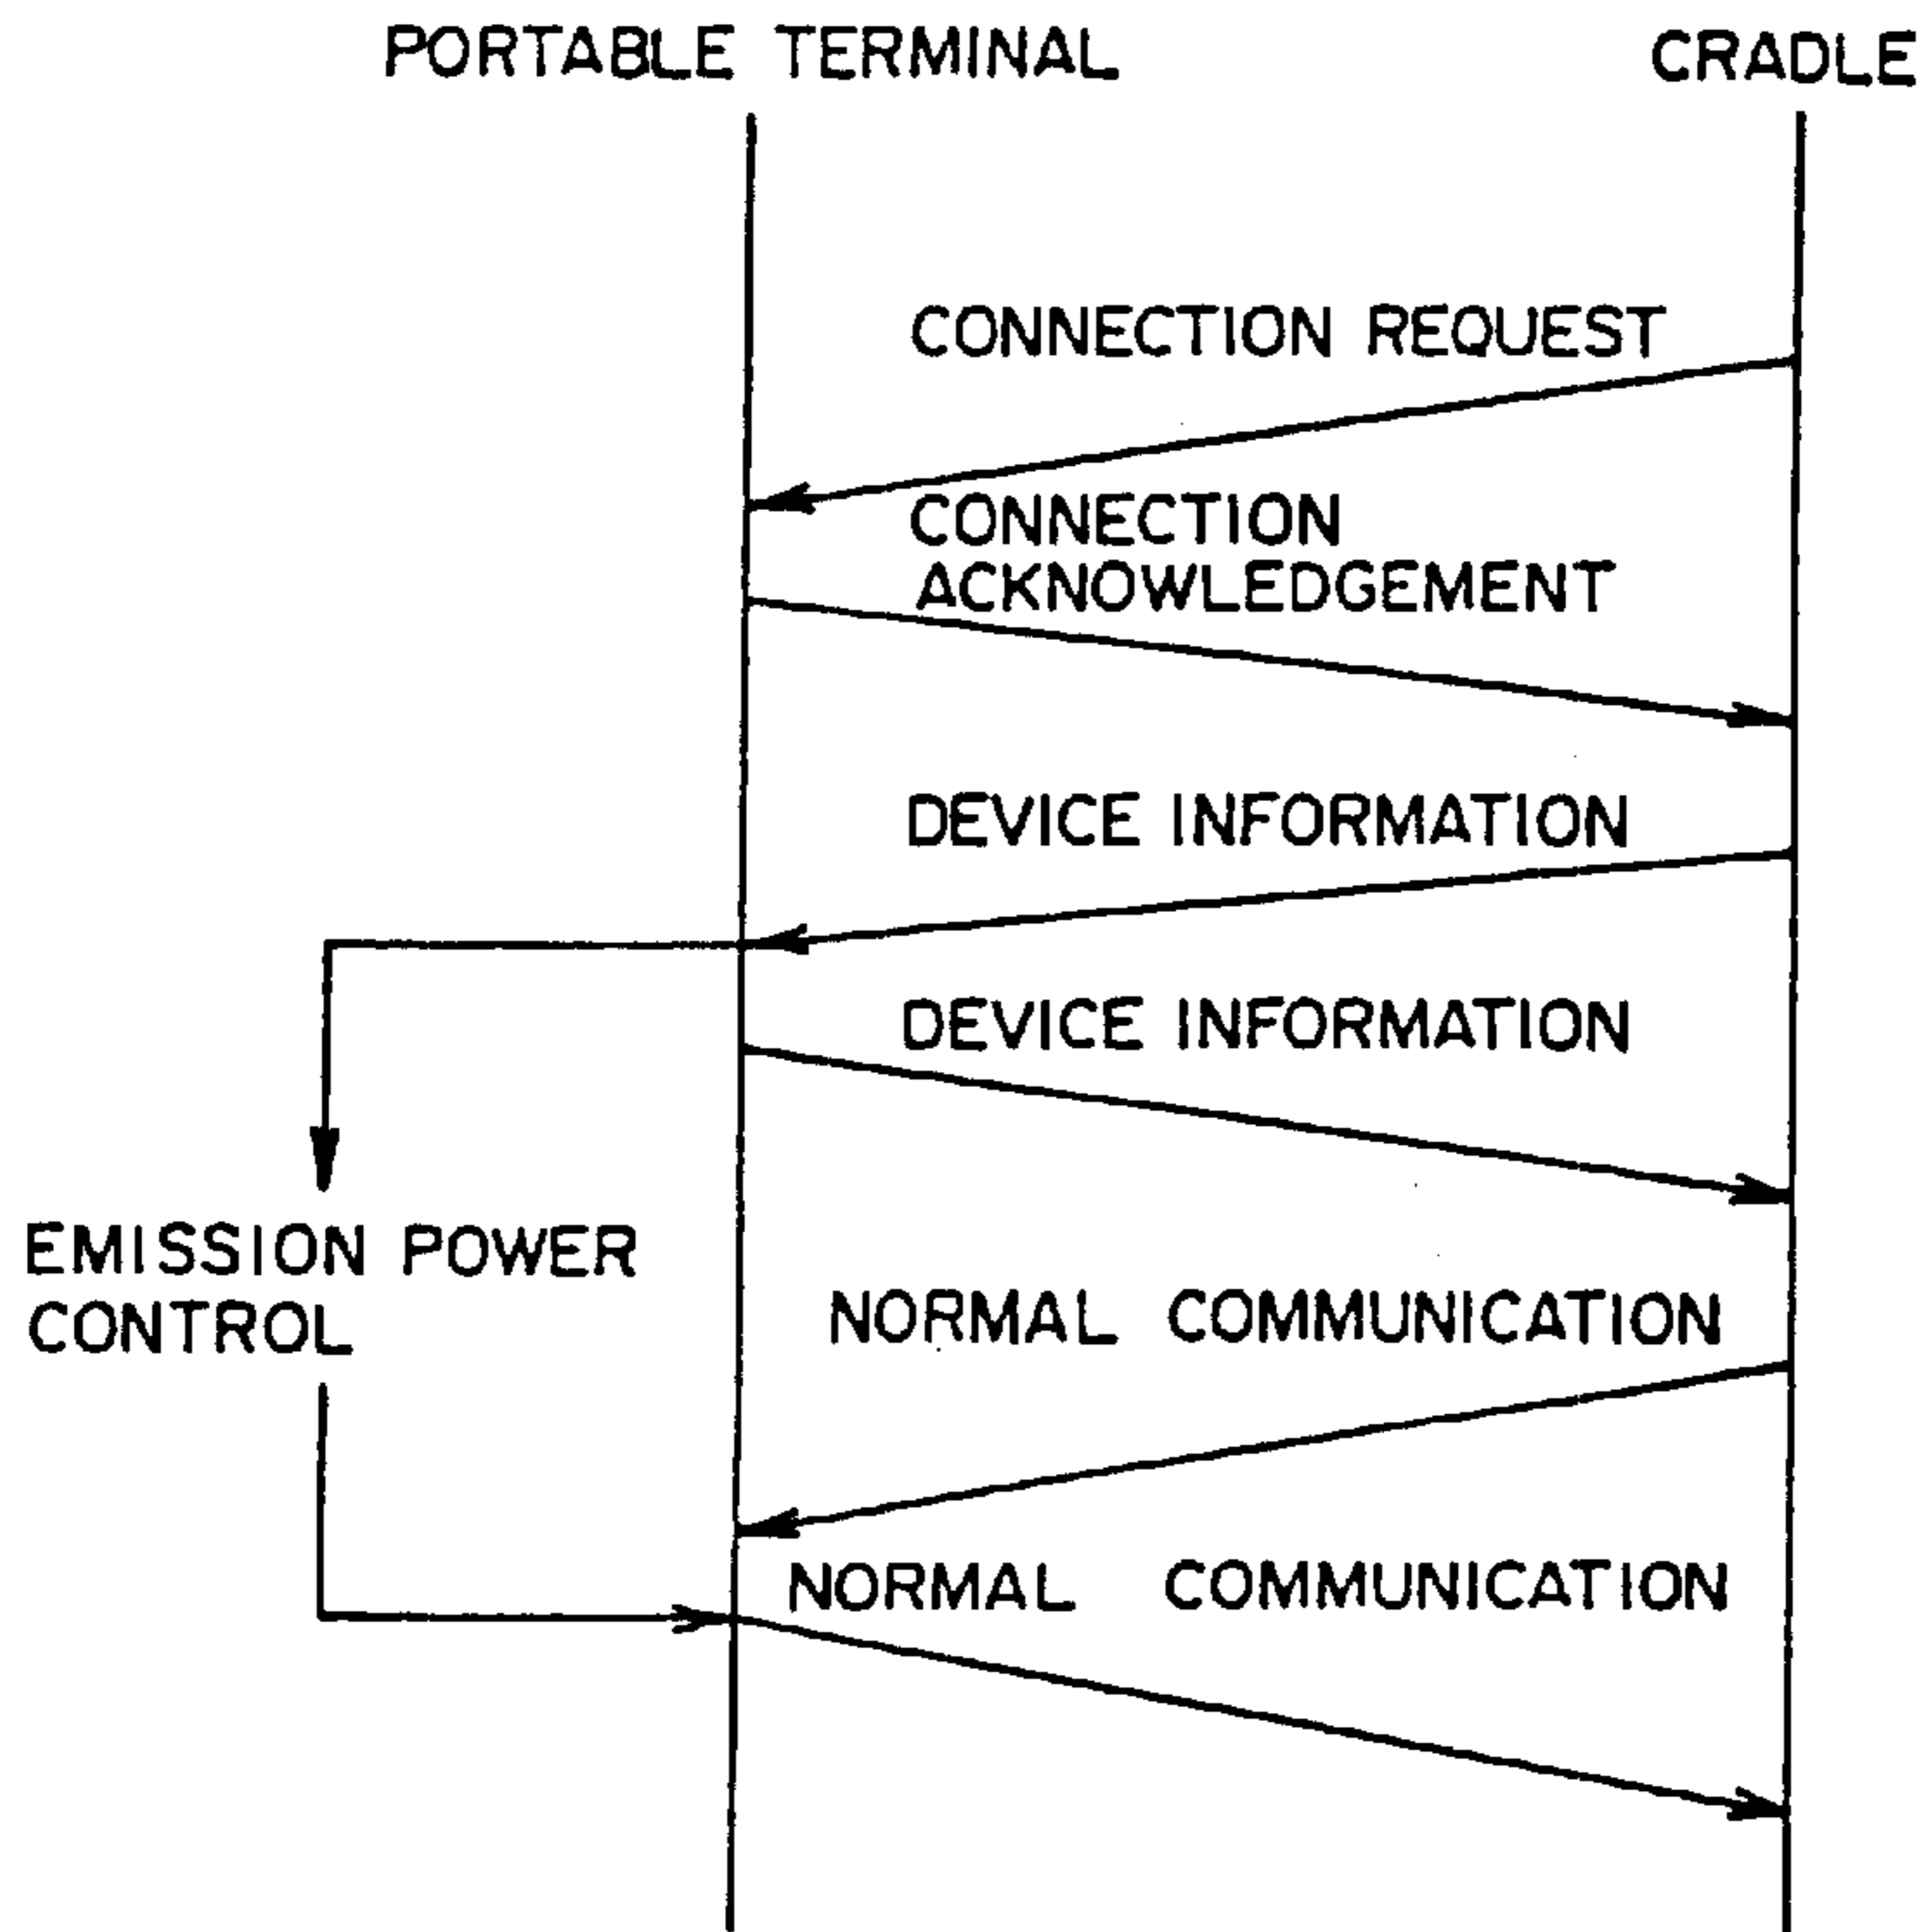 PORTABLE TERMINAL
CRADLE
CONNECTION REQUEST
CONNECTION
ACKNOWLEDGEMENT
DEVICE INFORMATION
DEVICE INFORMATION
EMISSION POWER
CONTROL
NORMAL COMMUNICATION
NORMAL COMMUNICATION